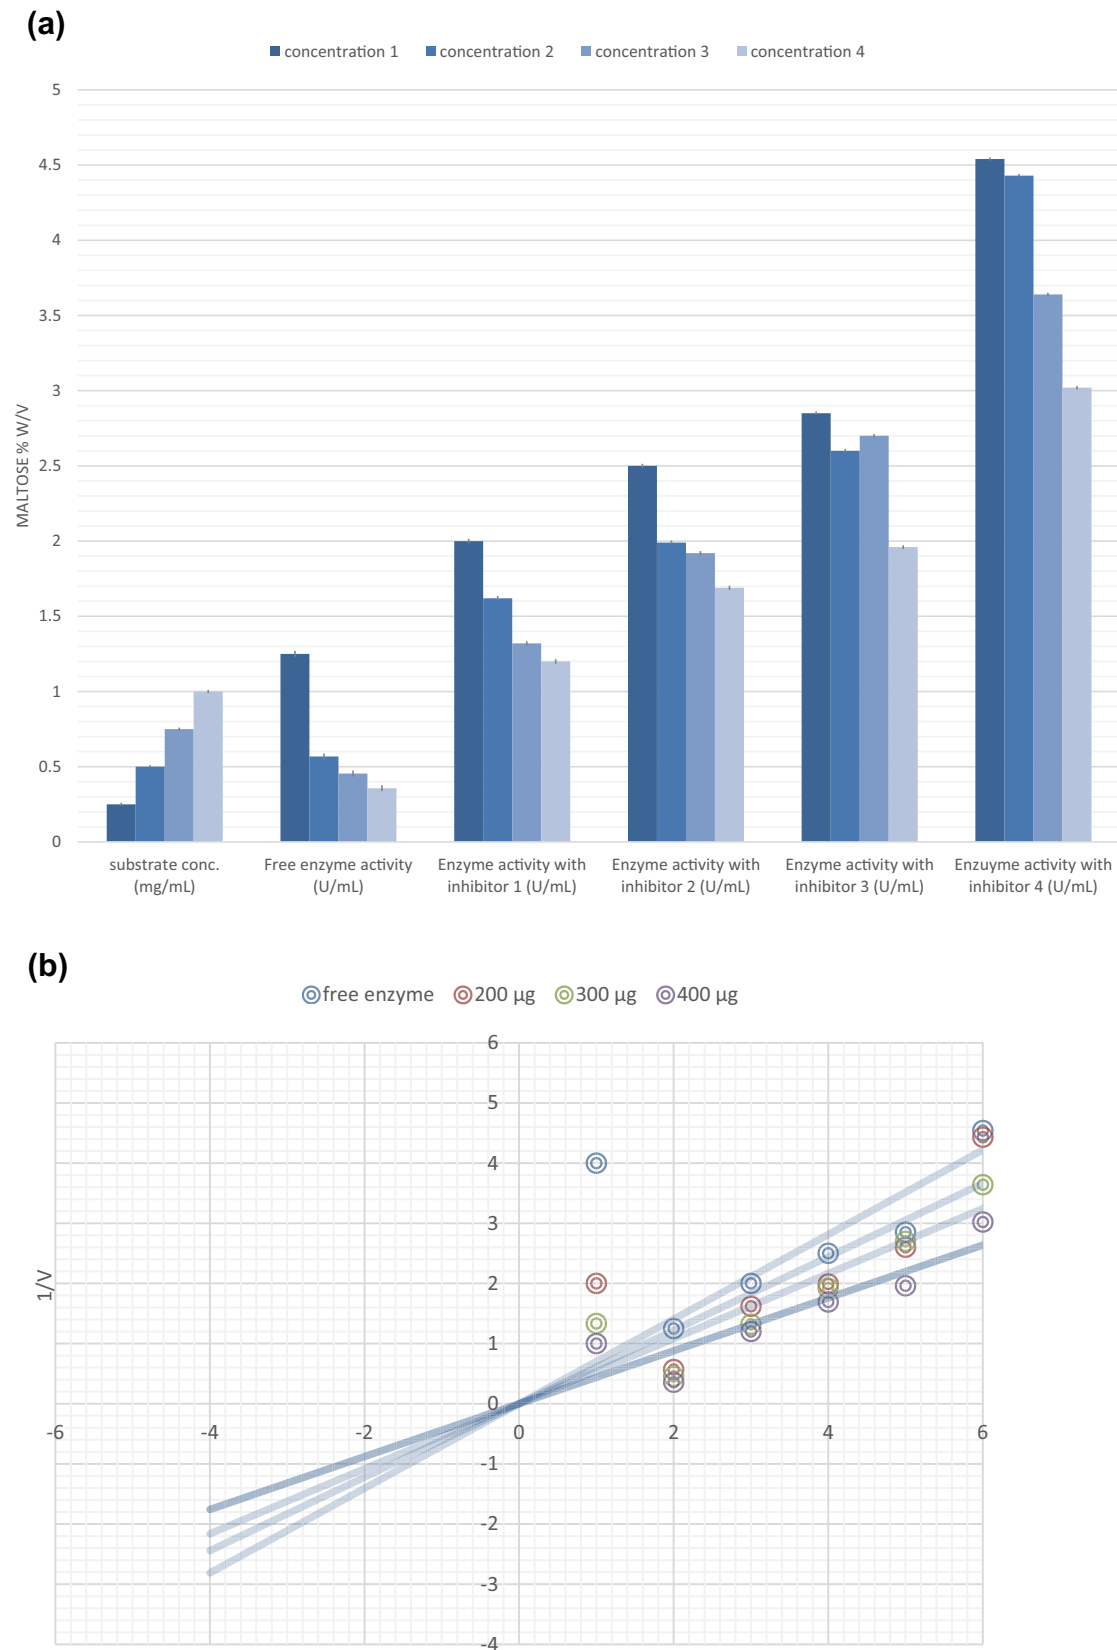 (a)
concentration 1 concentration 2 concentration 3 concentration 4
5
4.5
4
3.5
3
2.5
2
1.5
1
0.5
0
MALTOSE % W/V
substrate conc. (mg/mL)
Free enzyme activity (U/mL)
Enzyme activity with inhibitor 1 (U/mL)
Enzyme activity with inhibitor 2 (U/mL)
Enzyme activity with inhibitor 3 (U/mL)
Enzuyme activity with inhibitor 4 (U/mL)
(b)
free enzyme 200 µg 300 µg 400 µg
6
5
4
3
2
1
0
-1
-2
-3
-4
1/V
-6 -4 -2 0 2 4 6